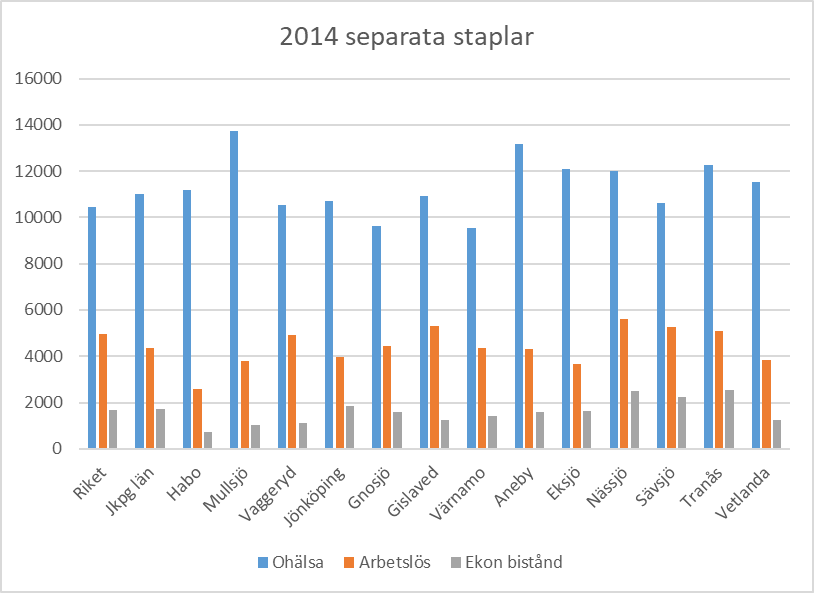 2014 separata staplar
16000
14000
12000
10000
8000
6000
4000
2000
0
Riket
Jkpg län
Habo
Mullsjö
Vaggeryd
Jönköping
Gnosjö
Gislaved
Värnamo
Aneby
Eksjö
Nässjö
Sävsjö
Tranås
Vetlanda
Ohälsa Arbetslös Ekon bistånd